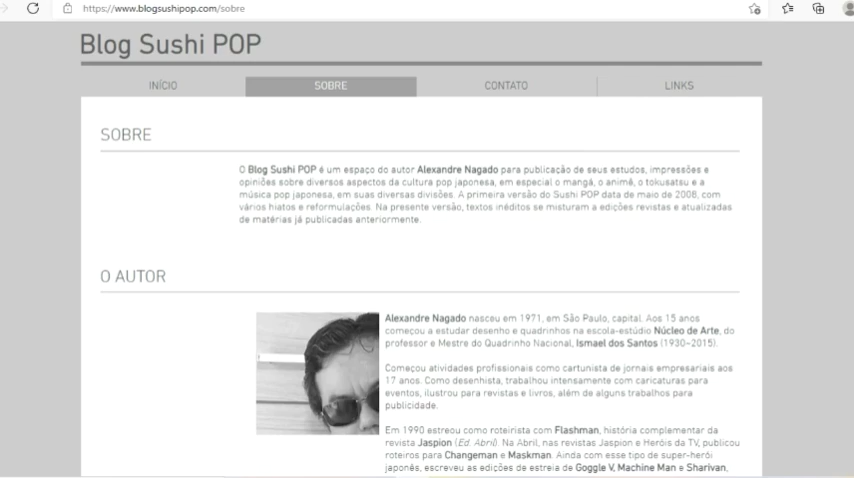 https://www.blogsushipop.com/sobre
Blog Sushi POP
INÍCIO
SOBRE
CONTATO
LINKS
SOBRE
O Blog Sushi POP é um espaço do autor Alexandre Nagado para publicação de seus estudos, impressões e
opiniões sobre diversos aspectos da cultura pop japonesa, em especial o mangá, o animê, o tokusatsu e a
música pop japonesa, em suas diversas divisões. A primeira versão do Sushi POP data de maio de 2008, com
vários hiatos e reformulações. Na presente versão, textos inéditos se misturam a edições revistas e atualizadas
de matérias já publicadas anteriormente.
O AUTOR
Alexandre Nagado nasceu em 1971, em São Paulo, capital. Aos 15 anos
começou a estudar desenho e quadrinhos na escola-estúdio Núcleo de Arte, do
professor e Mestre do Quadrinho Nacional, Ismael dos Santos (1930~2015).
Começou atividades profissionais como cartunista de jornais empresariais aos
17 anos. Como desenhista, trabalhou intensamente com caricaturas para
eventos, ilustrou para revistas e livros, além de alguns trabalhos para
publicidade.
Em 1990 estreou como roteirista com Flashman, história complementar da
revista Jaspion (Ed. Abril). Na Abril, nas revistas Jaspion e Heróis da TV, publicou
roteiros para Changeman e Maskman. Ainda com esse tipo de super-herói
japonês, escreveu as edições de estreia de Goggle V, Machine Man e Sharivan,